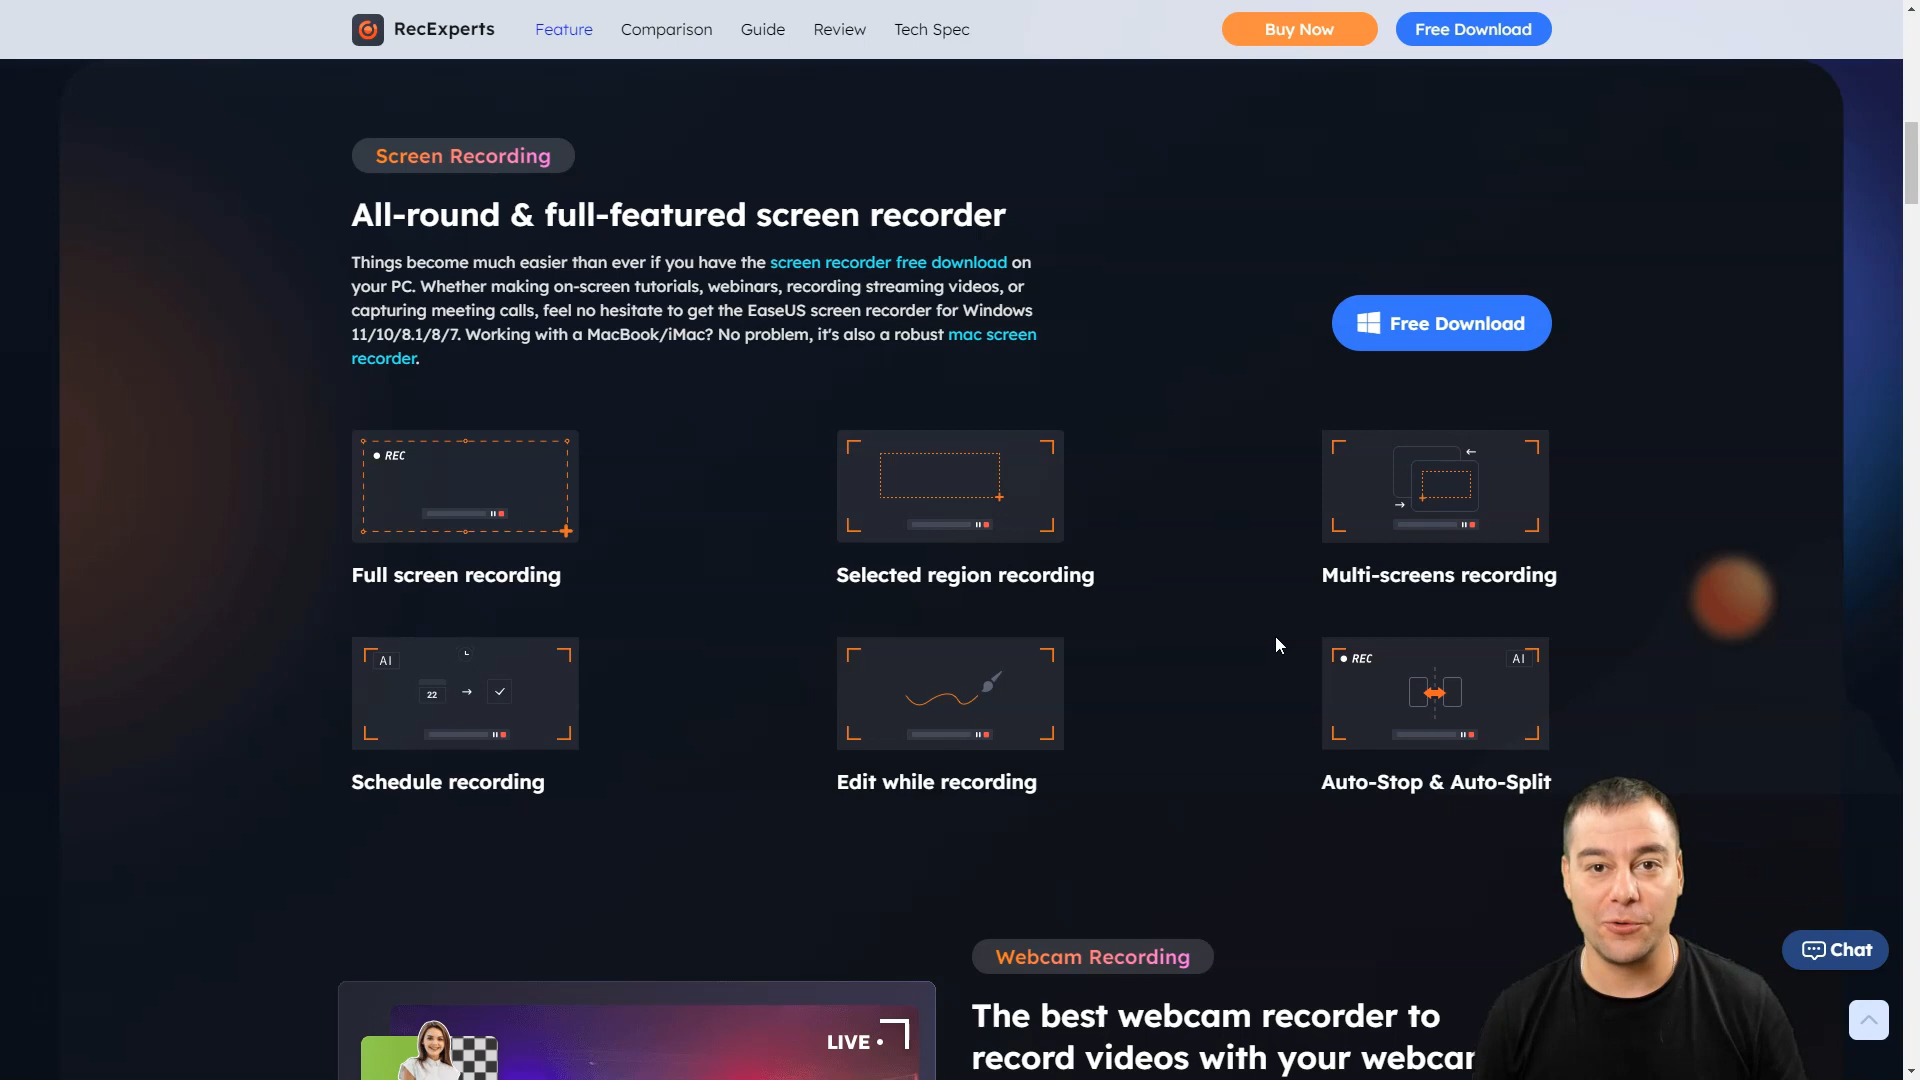 RecExperts
Feature
Comparison
Guide
Review
Tech Spec
Buy Now
Free Download
Screen Recording
All-round & full-featured screen recorder
Things become much easier than ever if you have the screen recorder free download on
your PC. Whether making on-screen tutorials, webinars, recording streaming videos, or
capturing meeting calls, feel no hesitate to get the EaseUS screen recorder for Windows
11/10/8.1/8/7. Working with a MacBook/iMac? No problem, it's also a robust mac screen
recorder.
Free Download
REC
Full screen recording
Selected region recording
Multi-screens recording
AI
22
REC
AI
Schedule recording
Edit while recording
Auto-Stop & Auto-Split
Webcam Recording
Chat
The best webcam recorder to
record videos with your webcam
LIVE